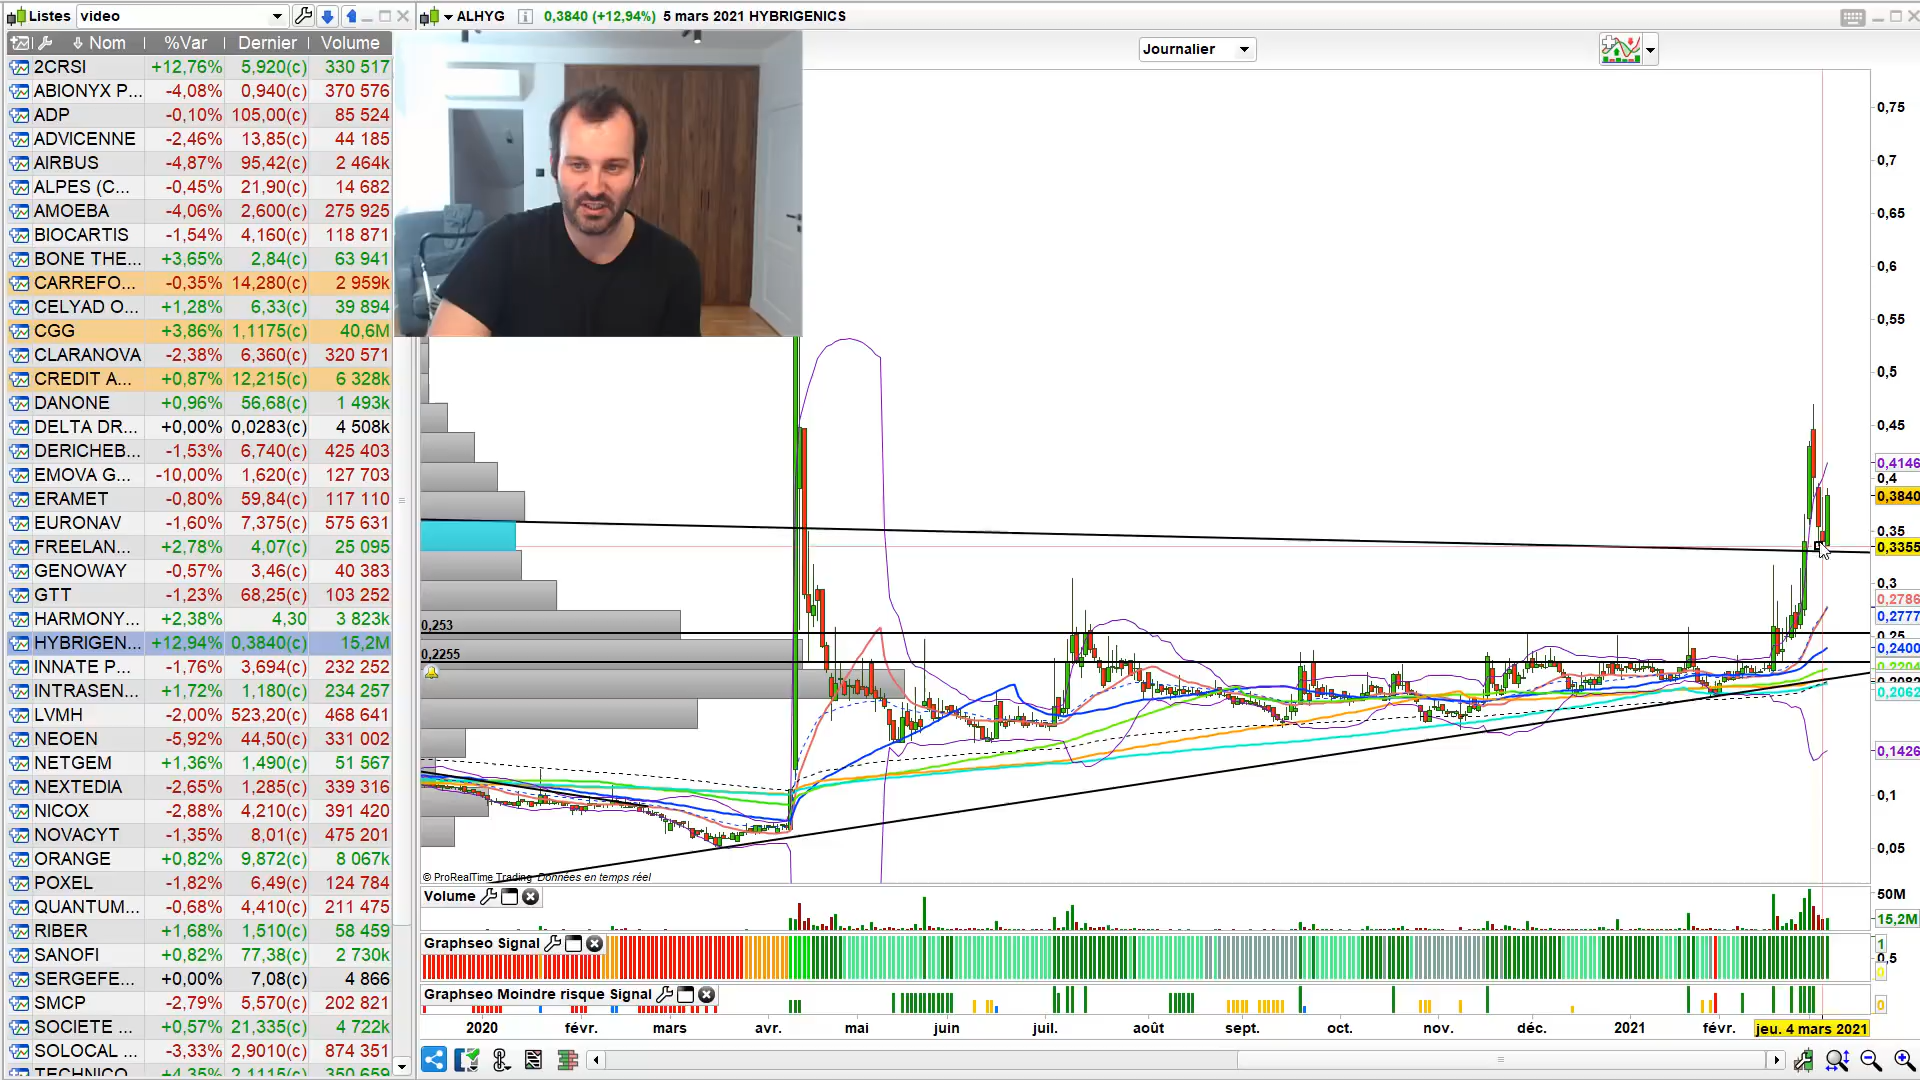 Listes video
ALHYG 0,3840 (+12,94%) 5 mars 2021 HYBRIGENICS
Nom %Var Dernier Volume
Journalier
2CRSI +12,76% 5,920(c) 330 517
ABIONYX P... -4,08% 0,940(c) 370 576
ADP -0,10% 105,00(c) 85 524
ADVICENNE -2,46% 13,85(c) 44 185
AIRBUS -4,87% 95,42(c) 2 464k
ALPES (C... -0,45% 21,90(c) 14 682
AMOEBA -4,06% 2,600(c) 275 925
BIOCARTIS -1,54% 4,160(c) 118 871
BONE THE... +3,65% 2,84(c) 63 941
CARREFO... -0,35% 14,280(c) 2 959k
CELYAD O... +1,28% 6,33(c) 39 894
CGG +3,86% 1,1175(c) 40,6M
CLARANOVA -2,38% 6,360(c) 320 571
CREDIT A... +0,87% 12,215(c) 6 328k
DANONE +0,96% 56,68(c) 1 493k
DELTA DR... +0,00% 0,0283(c) 4 508k
DERICHEB... -1,53% 6,740(c) 425 403
EMOVA G... -10,00% 1,620(c) 127 703
ERAMET -0,80% 59,84(c) 117 110
EURONAV -1,60% 7,375(c) 575 631
FREELAN... +2,78% 4,07(c) 25 095
GENOWAY -0,57% 3,46(c) 40 383
GTT -1,23% 68,25(c) 103 252
HARMONY... +2,38% 4,30 3 823k
HYBRIGEN... +12,94% 0,3840(c) 15,2M
INNATE P... -1,76% 3,694(c) 232 252
INTRASEN... +1,72% 1,180(c) 234 257
LVMH -2,00% 523,20(c) 468 641
NEOEN -5,92% 44,50(c) 331 002
NETGEM +1,36% 1,490(c) 51 567
NEXTEDIA -2,65% 1,285(c) 339 316
NICOX -2,88% 4,210(c) 391 420
NOVACYT -1,35% 8,01(c) 475 201
ORANGE +0,82% 9,872(c) 8 067k
POXEL -1,82% 6,49(c) 124 784
QUANTUM... -0,68% 4,410(c) 211 475
RIBER +1,68% 1,510(c) 58 459
SANOFI +0,82% 77,38(c) 2 730k
SERGEFE... +0,00% 7,08(c) 4 866
SMCP -2,79% 5,570(c) 202 821
SOCIETE ... +0,57% 21,335(c) 4 722k
SOLOCAL ... -3,33% 2,9010(c) 874 351
TECHNICO... +4,35% 2,1115(c) 350 659
0,75
0,7
0,65
0,6
0,55
0,5
0,45
0,4146
0,4
0,3840
0,35
0,3355
0,3
0,2786
0,2777
0,25
0,2400
0,2062
0,1426
0,1
0,05
0,253
0,2255
© ProRealTime Trading Données en temps réel
Volume
50M
15,2M
Graphseo Signal
1
0,5
0
Graphseo Moindre risque Signal
0
2020 févr. mars avr. mai juin juil. août sept. oct. nov. déc. 2021 févr. jeu. 4 mars 2021